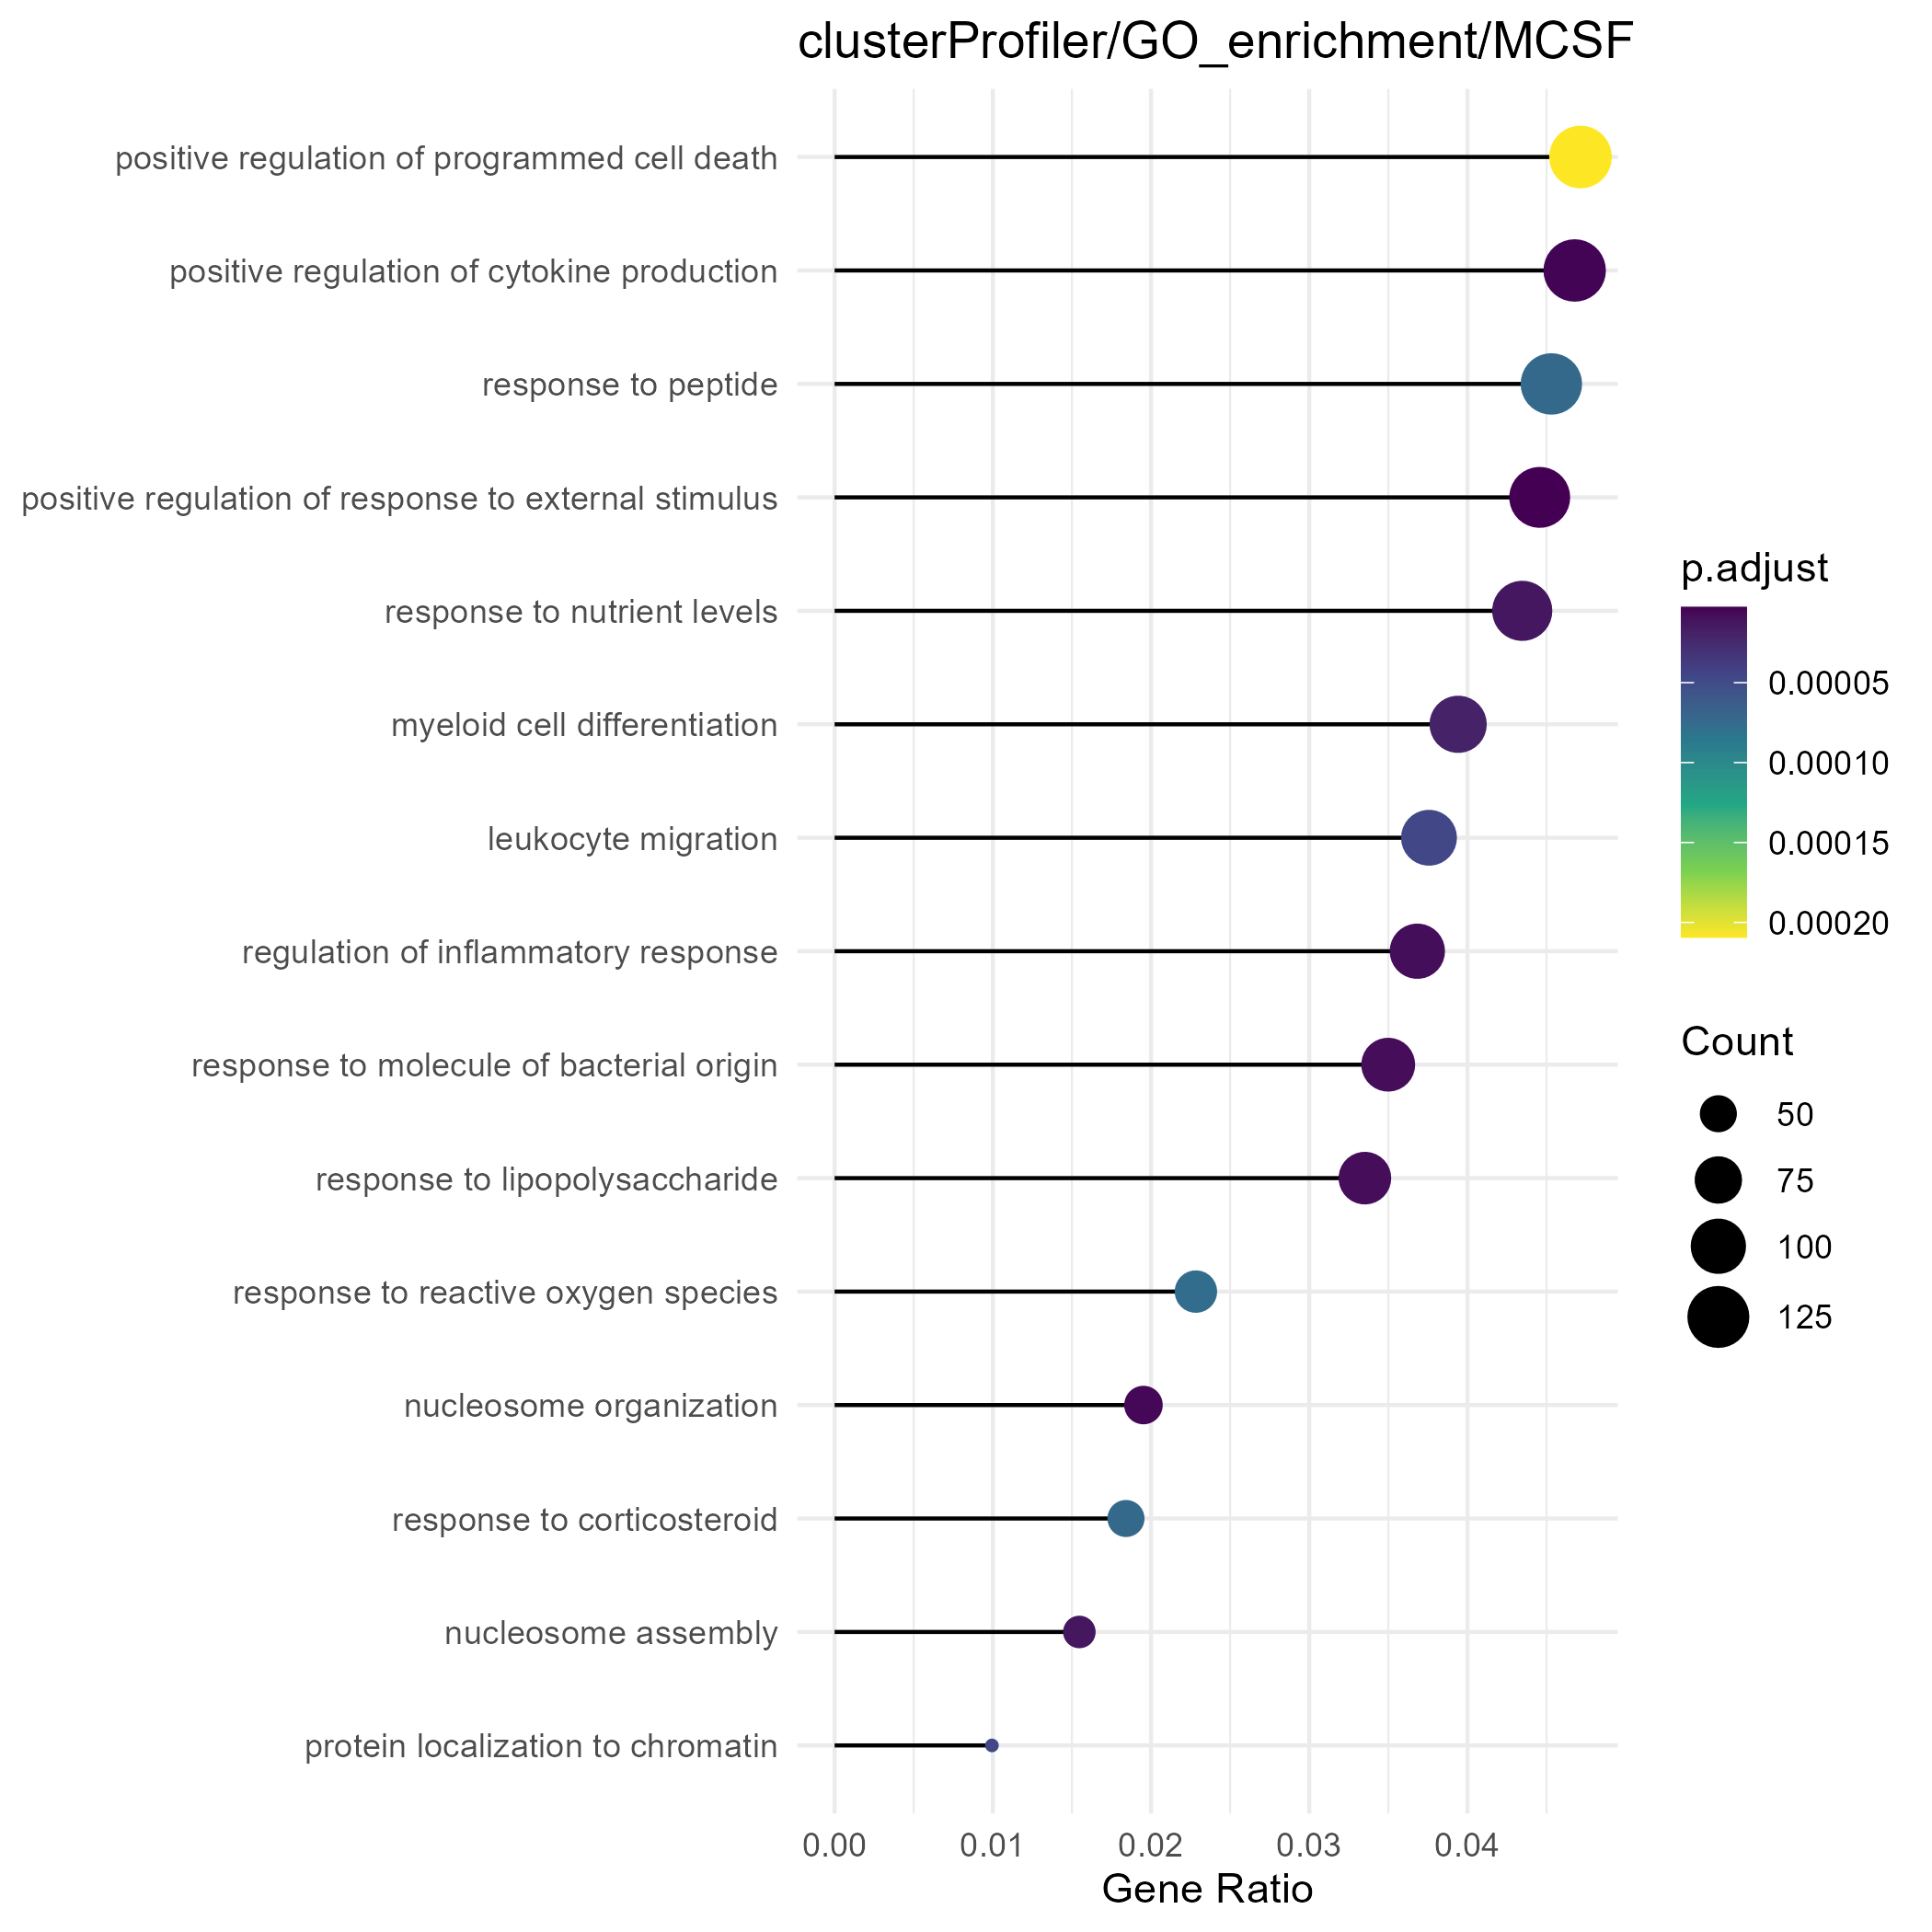 clusterProfiler/GO_enrichment/MCSF
positive regulation of programmed cell death
positive regulation of cytokine production
response to peptide
positive regulation of response to external stimulus
response to nutrient levels
myeloid cell differentiation
leukocyte migration
regulation of inflammatory response
response to molecule of bacterial origin
response to lipopolysaccharide
response to reactive oxygen species
nucleosome organization
response to corticosteroid
nucleosome assembly
protein localization to chromatin
0.00 0.01 0.02 0.03 0.04
Gene Ratio
p.adjust
0.00005
0.00010
0.00015
0.00020
Count
50
75
100
125